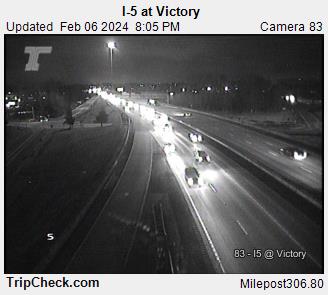 I-5 at Victory
Updated  Feb 06 2024  8:05 PM
Camera 83
T
S
83 - I5 @ Victory
TripCheck.com
Milepost306.80